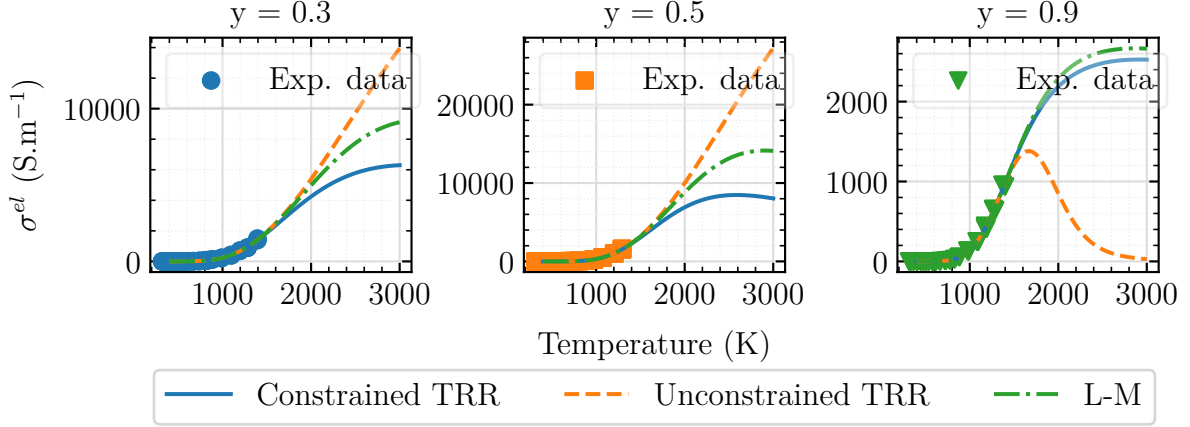 y = 0.3
y = 0.5
y = 0.9
σ^{el} (S.m⁻¹)
10000
0
Exp. data
1000 2000 3000
20000
10000
0
Exp. data
1000 2000 3000
2000
1000
0
Exp. data
1000 2000 3000
Temperature (K)
Constrained TRR
Unconstrained TRR
L-M